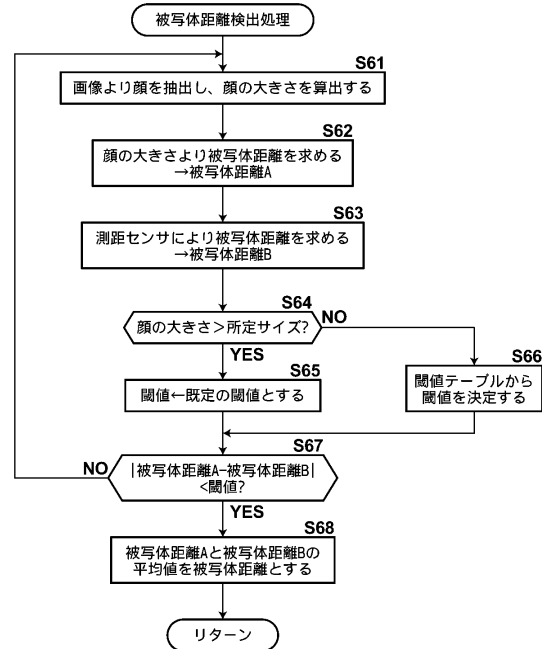 被写体距離検出処理
S61
画像より顔を抽出し、顔の大きさを算出する
S62
顔の大きさより被写体距離を求める
→被写体距離A
S63
測距センサにより被写体距離を求める
→被写体距離B
S64
顔の大きさ>所定サイズ?
NO
YES
S65
閾値←既定の閾値とする
S66
閾値テーブルから
閾値を決定する
S67
NO
|被写体距離A-被写体距離B|
<閾値?
YES
S68
被写体距離Aと被写体距離Bの
平均値を被写体距離とする
リターン